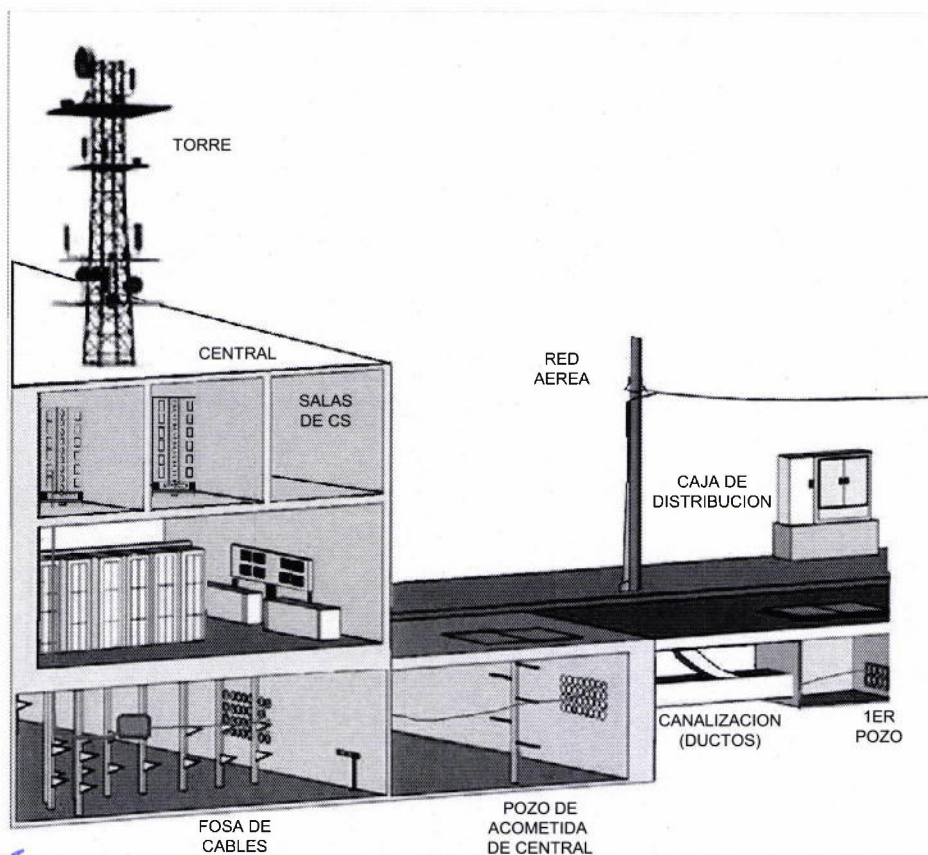 TORRE
CENTRAL
SALAS
DE CS
RED
AEREA
CAJA DE
DISTRIBUCION
CANALIZACION
(DUCTOS)
1ER
POZO
FOSA DE
CABLES
POZO DE
ACOMETIDA
DE CENTRAL